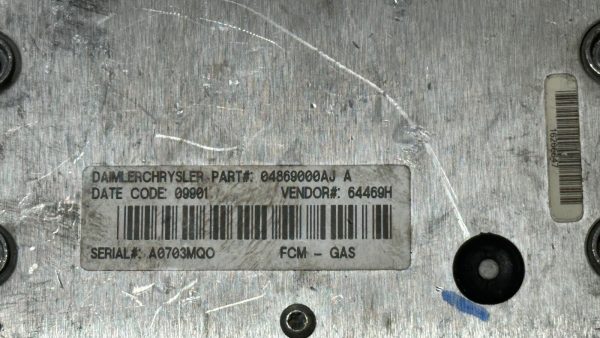 DAIMLERCHRYSLER PART#: 04869000AJ A
DATE CODE: 09901 VENDOR#: 64469H
SERIAL#: A0703MQO FCM - GAS